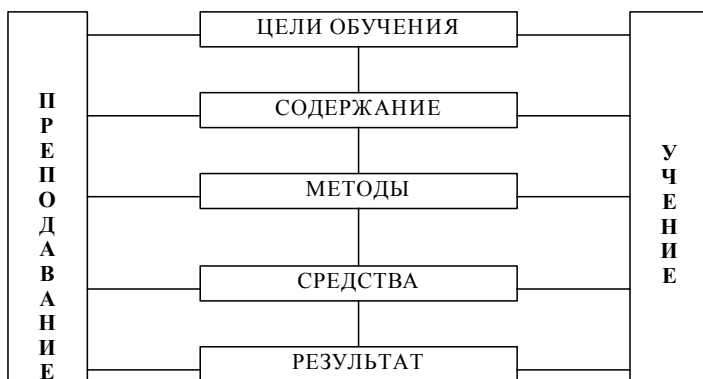 ЦЕЛИ ОБУЧЕНИЯ
СОДЕРЖАНИЕ
МЕТОДЫ
СРЕДСТВА
РЕЗУЛЬТАТ
ПРЕПОДАВАНИЕ
УЧЕНИЕ